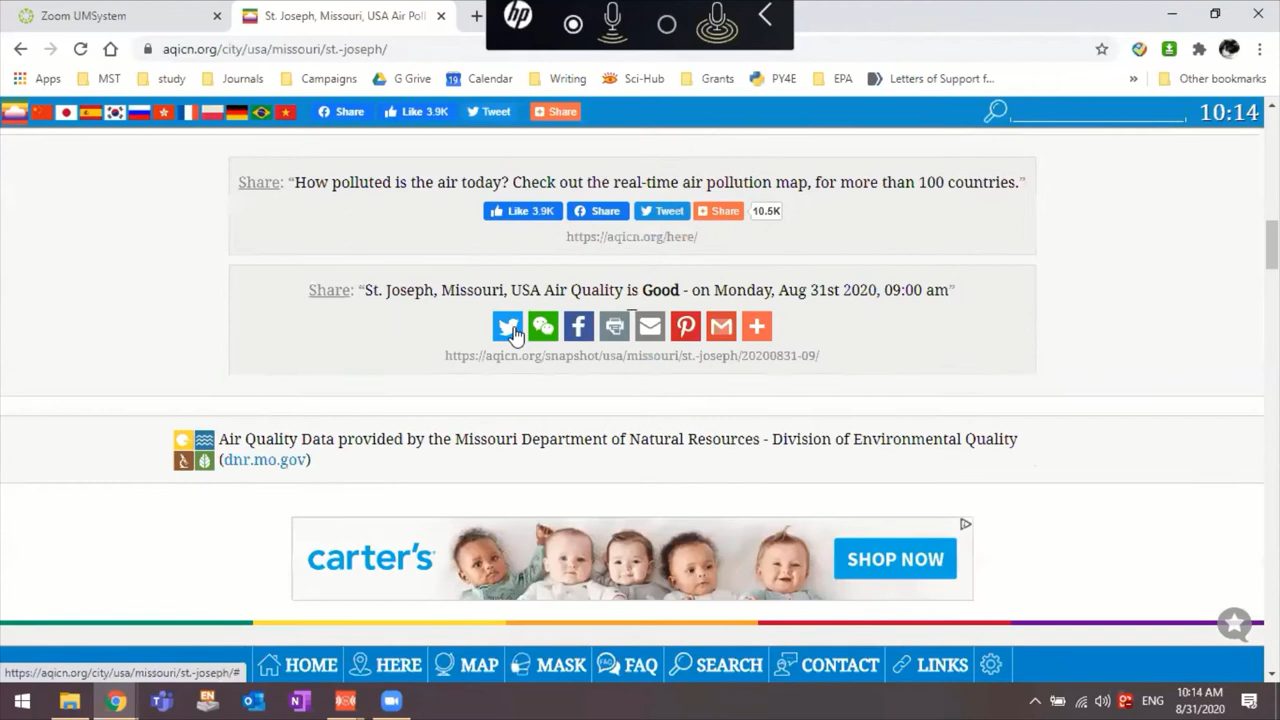 Zoom UMSystem
St. Joseph, Missouri, USA Air Poll
hp
aqicn.org/city/usa/missouri/st.-joseph/
Apps MST study Journals Campaigns G Grive Calendar Writing Sci-Hub Grants PY4E EPA Letters of Support f... » Other bookmarks
Share Like 3.9K Tweet Share 10:14
Share: “How polluted is the air today? Check out the real-time air pollution map, for more than 100 countries.”
Like 3.9K Share Tweet Share 10.5K
https://aqicn.org/here/
Share: “St. Joseph, Missouri, USA Air Quality is Good - on Monday, Aug 31st 2020, 09:00 am”
https://aqicn.org/snapshot/usa/missouri/st.-joseph/20200831-09/
Air Quality Data provided by the Missouri Department of Natural Resources - Division of Environmental Quality
(dnr.mo.gov)
carter's SHOP NOW
HOME HERE MAP MASK FAQ SEARCH CONTACT LINKS
https://aqicn.org/city/usa/missouri/st.-joseph/#
ENG
10:14 AM
8/31/2020